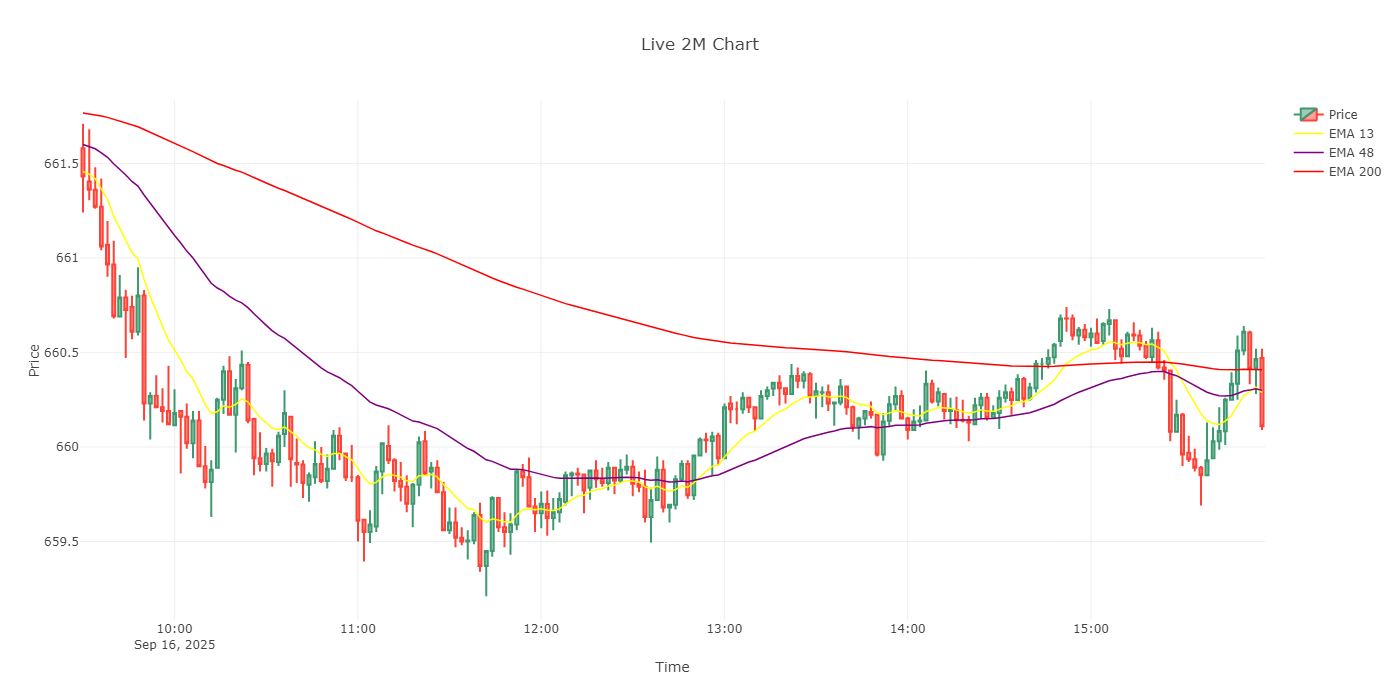 Live 2M Chart
Price
EMA 13
EMA 48
EMA 200
661.5
661
660.5
660
659.5
Price
10:00
11:00
12:00
13:00
14:00
15:00
Sep 16, 2025
Time